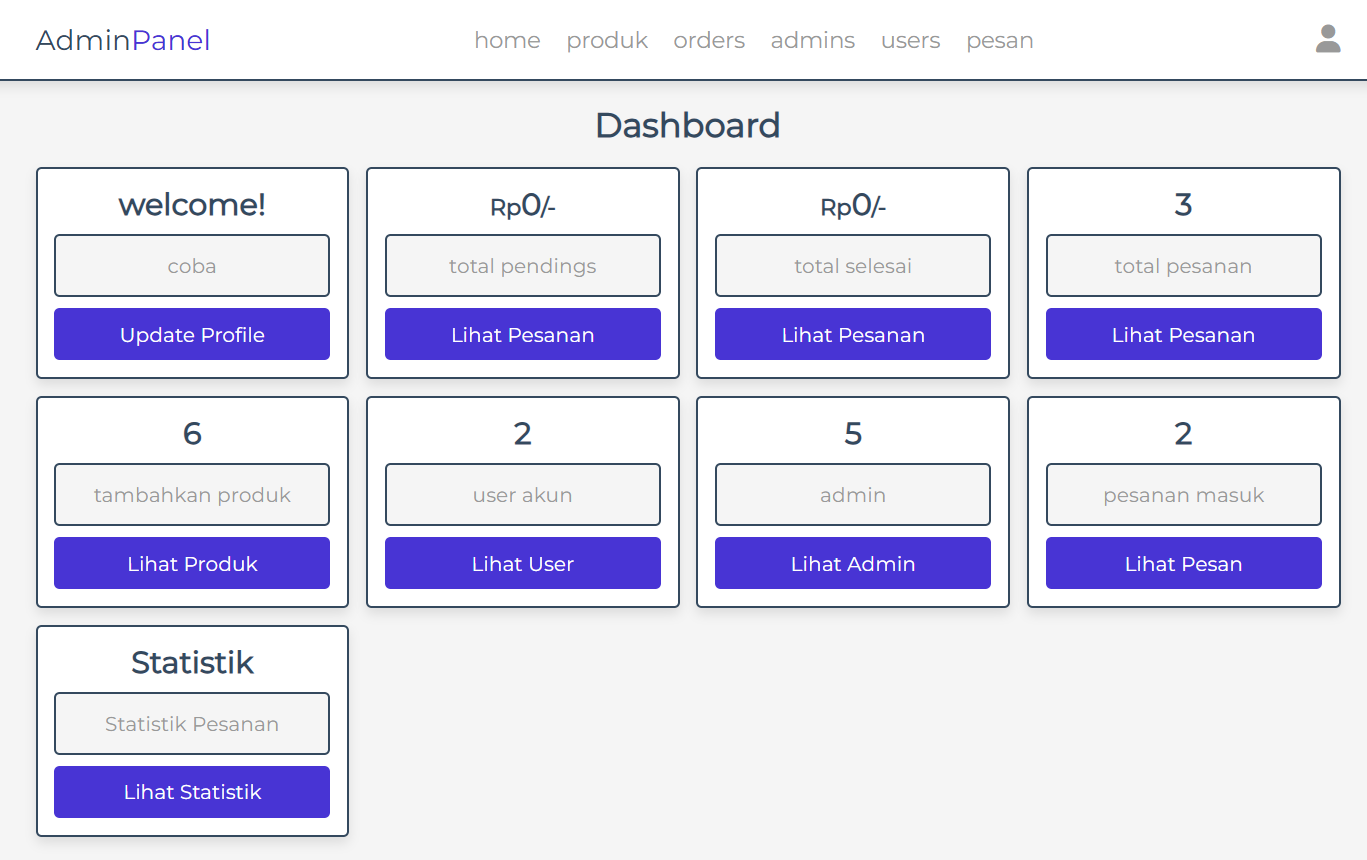 AdminPanel
home produk orders admins users pesan
Dashboard
welcome!
coba
Update Profile
Rp0/-
total pendings
Lihat Pesanan
Rp0/-
total selesai
Lihat Pesanan
3
total pesanan
Lihat Pesanan
6
tambahkan produk
Lihat Produk
2
user akun
Lihat User
5
admin
Lihat Admin
2
pesanan masuk
Lihat Pesan
Statistik
Statistik Pesanan
Lihat Statistik